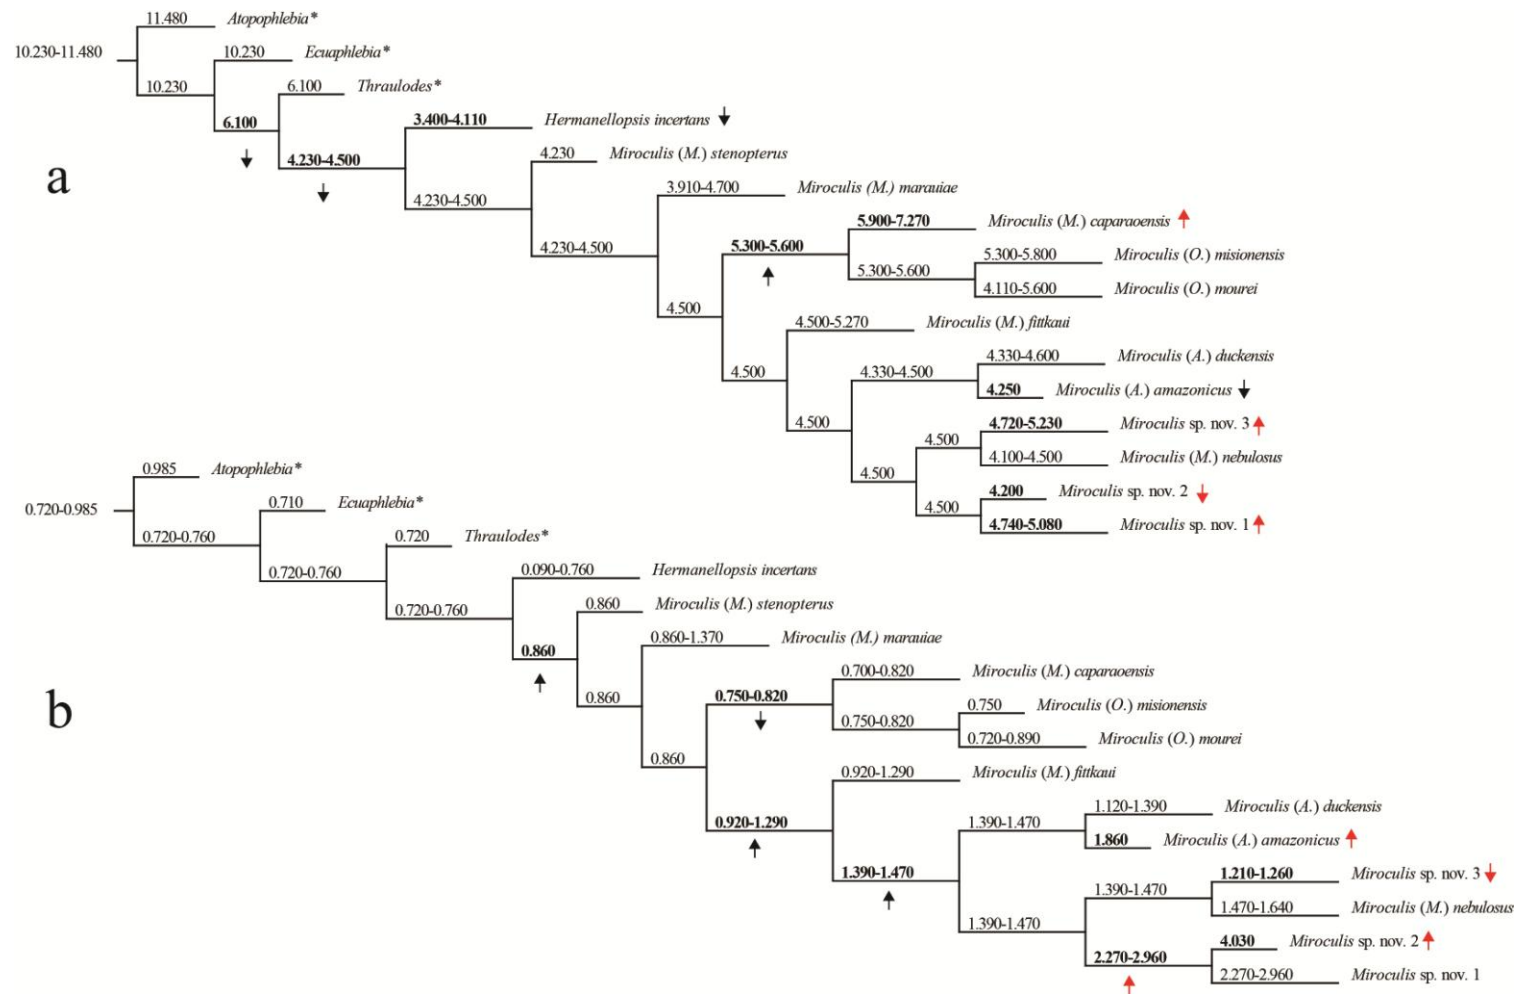 11.480 Atopophlebia*
10.230-11.480
10.230 Ecuaphlebia*
10.230
6.100 Thraulodes*
6.100
3.400-4.110 Hermanellopsis incertans
4.230-4.500
4.230 Miroculis (M.) stenopterus
a
4.230-4.500
3.910-4.700 Miroculis (M.) marauiae
5.900-7.270 Miroculis (M.) caparaoensis
4.230-4.500
5.300-5.600
5.300-5.800 Miroculis (O.) misionensis
5.300-5.600
4.110-5.600 Miroculis (O.) mourei
4.500
4.500-5.270 Miroculis (M.) fittkaui
4.330-4.600 Miroculis (A.) duckensis
4.500
4.330-4.500
4.250 Miroculis (A.) amazonicus
4.500
4.720-5.230 Miroculis sp. nov. 3
4.500
4.100-4.500 Miroculis (M.) nebulosus
4.500
4.200 Miroculis sp. nov. 2
4.500
4.740-5.080 Miroculis sp. nov. 1
0.985 Atopophlebia*
0.720-0.985
0.710 Ecuaphlebia*
0.720-0.760
0.720 Thraulodes*
0.720-0.760
0.090-0.760 Hermanellopsis incertans
0.720-0.760
0.860 Miroculis (M.) stenopterus
0.860-1.370 Miroculis (M.) marauiae
0.860
0.700-0.820 Miroculis (M.) caparaoensis
0.860
0.750-0.820
0.750 Miroculis (O.) misionensis
b
0.750-0.820
0.720-0.890 Miroculis (O.) mourei
0.860
0.920-1.290 Miroculis (M.) fittkaui
1.120-1.390 Miroculis (A.) duckensis
0.920-1.290
1.390-1.470
1.860 Miroculis (A.) amazonicus
1.390-1.470
1.210-1.260 Miroculis sp. nov. 3
1.390-1.470
1.470-1.640 Miroculis (M.) nebulosus
1.390-1.470
4.030 Miroculis sp. nov. 2
2.270-2.960
2.270-2.960 Miroculis sp. nov. 1